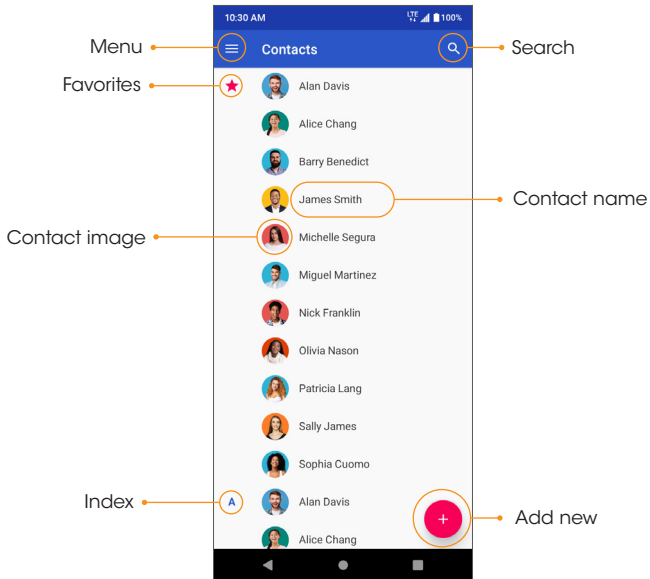 10:30 AM LTE 100%
Menu Contacts Search
Favorites Alan Davis
Alice Chang
Barry Benedict
James Smith Contact name
Contact image Michelle Segura
Miguel Martinez
Nick Franklin
Olivia Nason
Patricia Lang
Sally James
Sophia Cuomo
Index A Alan Davis
Add new
Alice Chang